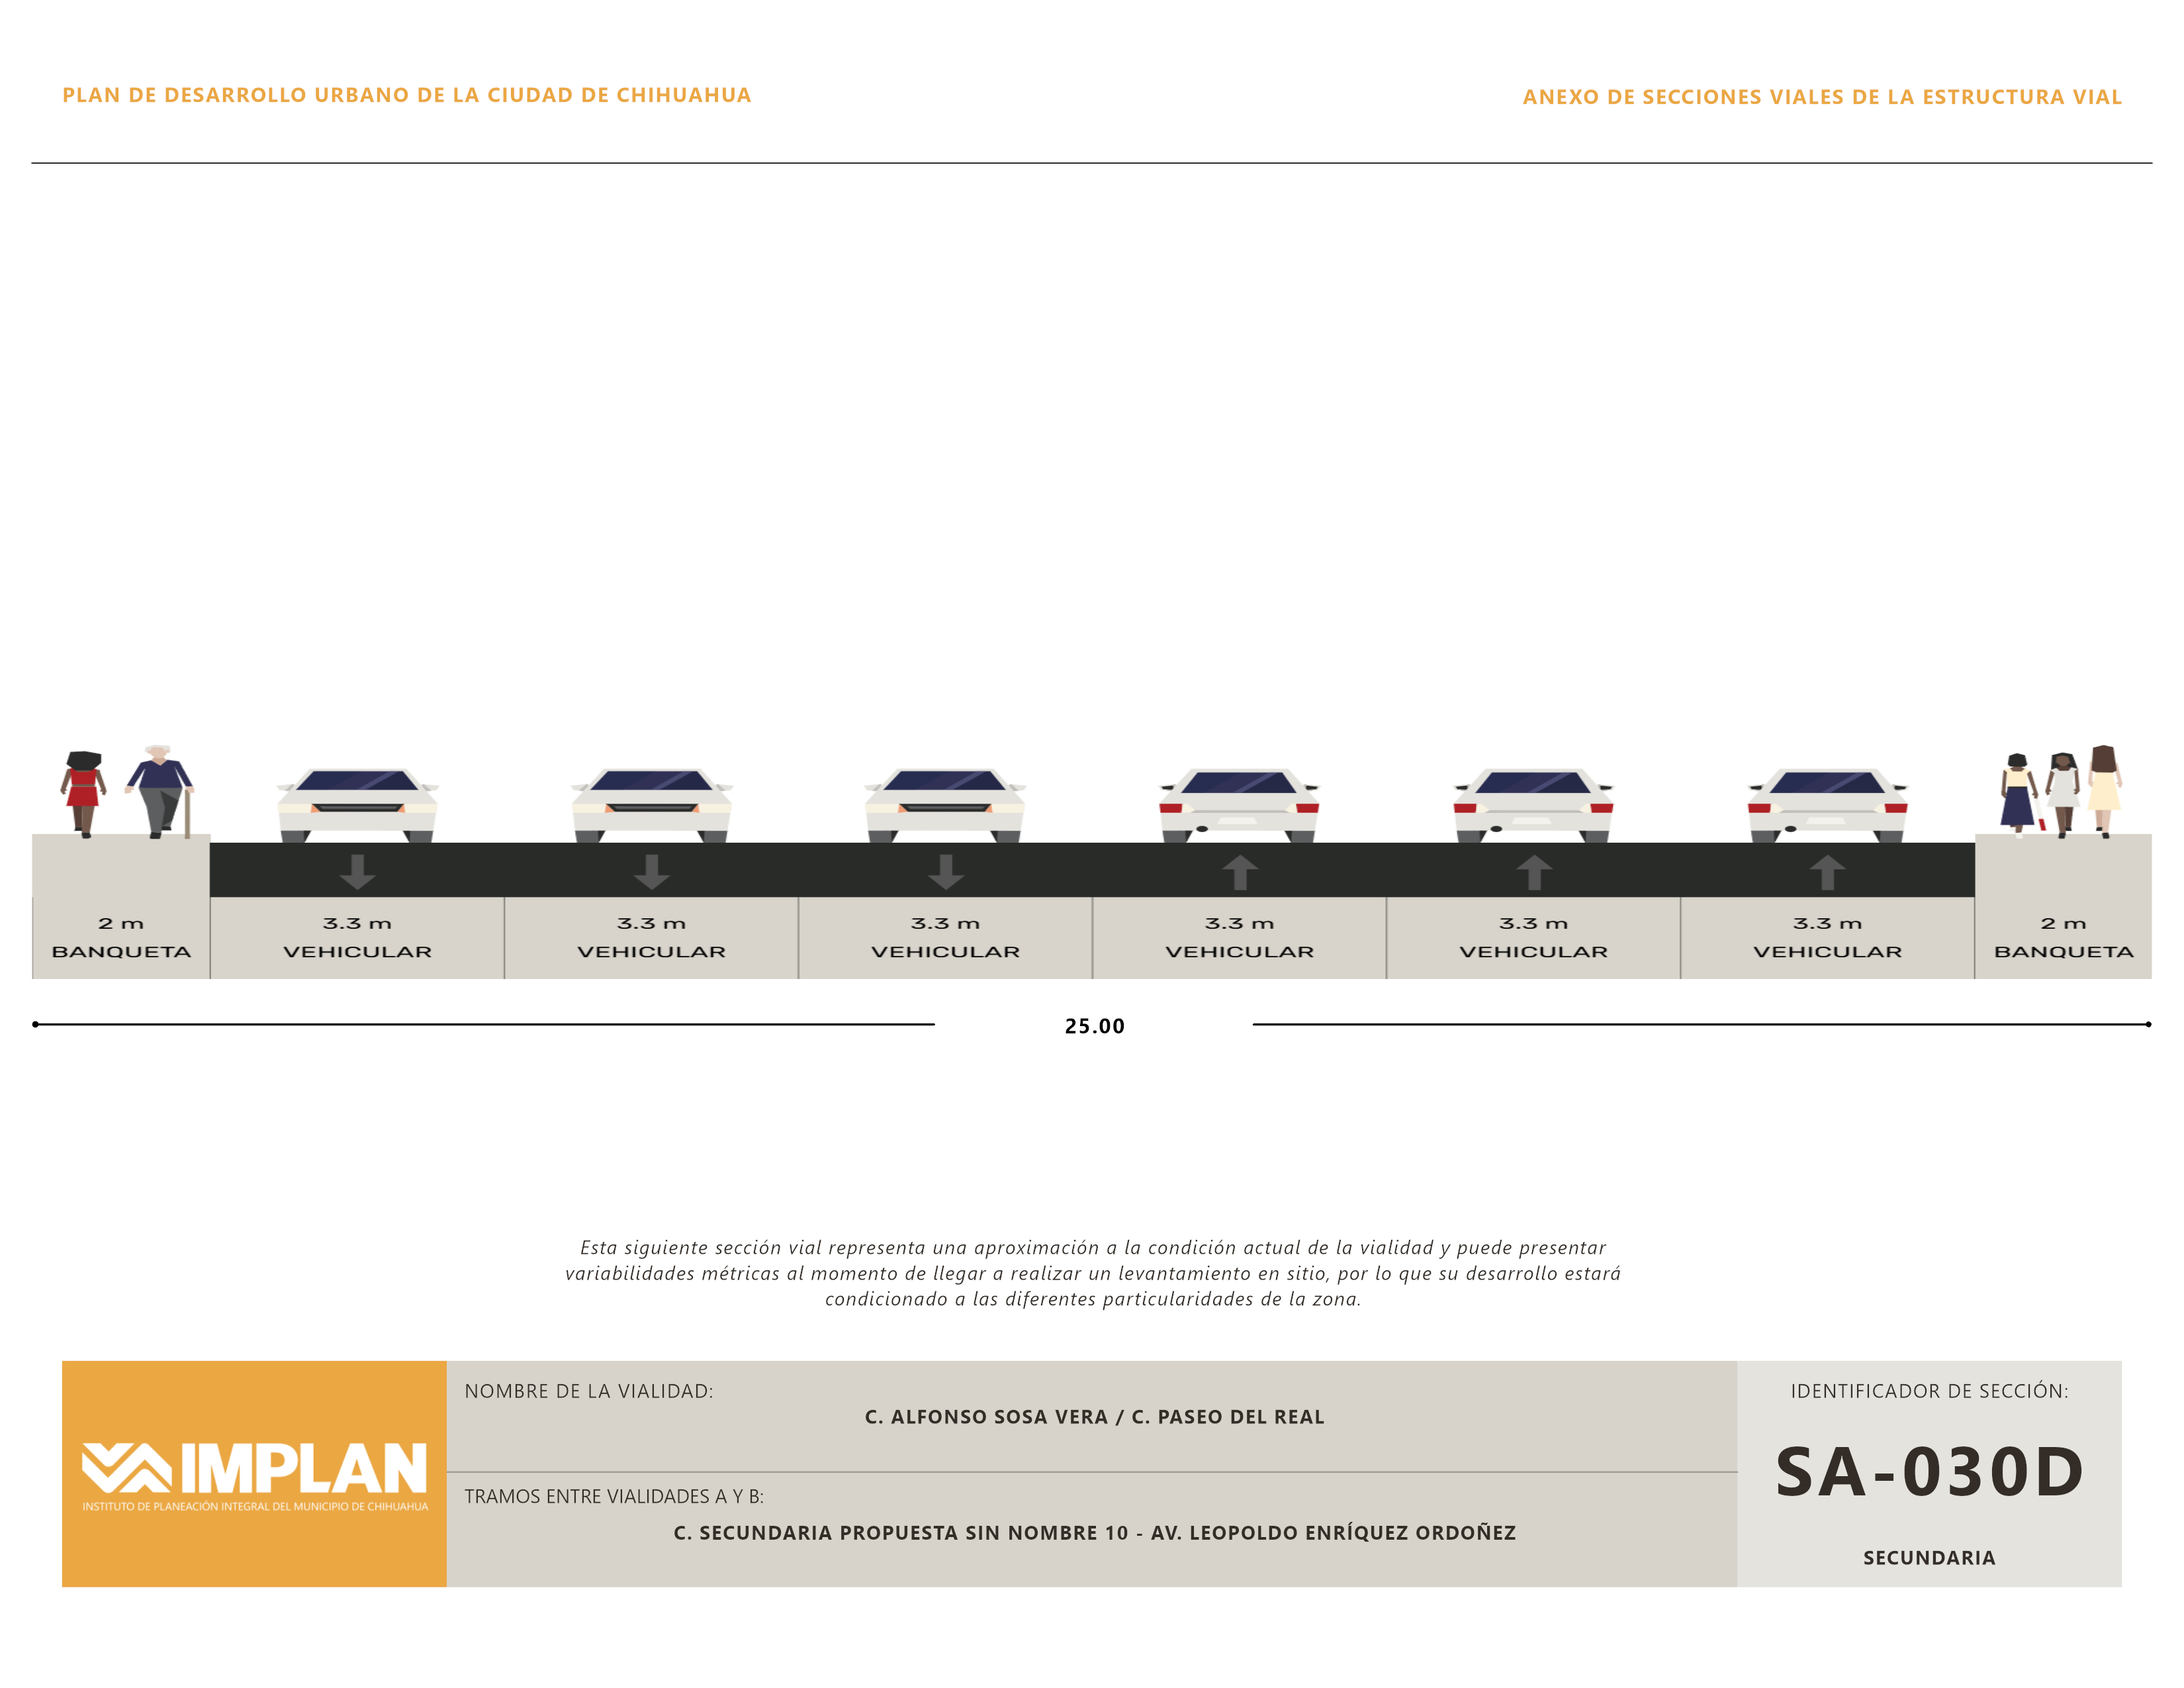 PLAN DE DESARROLLO URBANO DE LA CIUDAD DE CHIHUAHUA
ANEXO DE SECCIONES VIALES DE LA ESTRUCTURA VIAL
2 m 3.3 m 3.3 m 3.3 m 3.3 m 3.3 m 3.3 m 2 m
BANQUETA VEHICULAR VEHICULAR VEHICULAR VEHICULAR VEHICULAR VEHICULAR BANQUETA
25.00
Esta siguiente sección vial representa una aproximación a la condición actual de la vialidad y puede presentar
variabilidades métricas al momento de llegar a realizar un levantamiento en sitio, por lo que su desarrollo estará
condicionado a las diferentes particularidades de la zona.
IMPLAN
INSTITUTO DE PLANEACIÓN INTEGRAL DEL MUNICIPIO DE CHIHUAHUA
NOMBRE DE LA VIALIDAD:
C. ALFONSO SOSA VERA / C. PASEO DEL REAL
TRAMOS ENTRE VIALIDADES A Y B:
C. SECUNDARIA PROPUESTA SIN NOMBRE 10 - AV. LEOPOLDO ENRÍQUEZ ORDOÑEZ
IDENTIFICADOR DE SECCIÓN:
SA-030D
SECUNDARIA